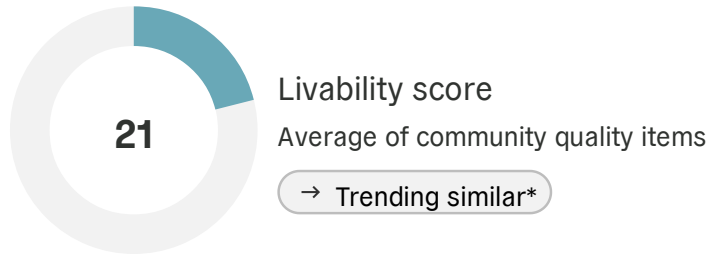 21
Livability score
Average of community quality items
→ Trending similar*